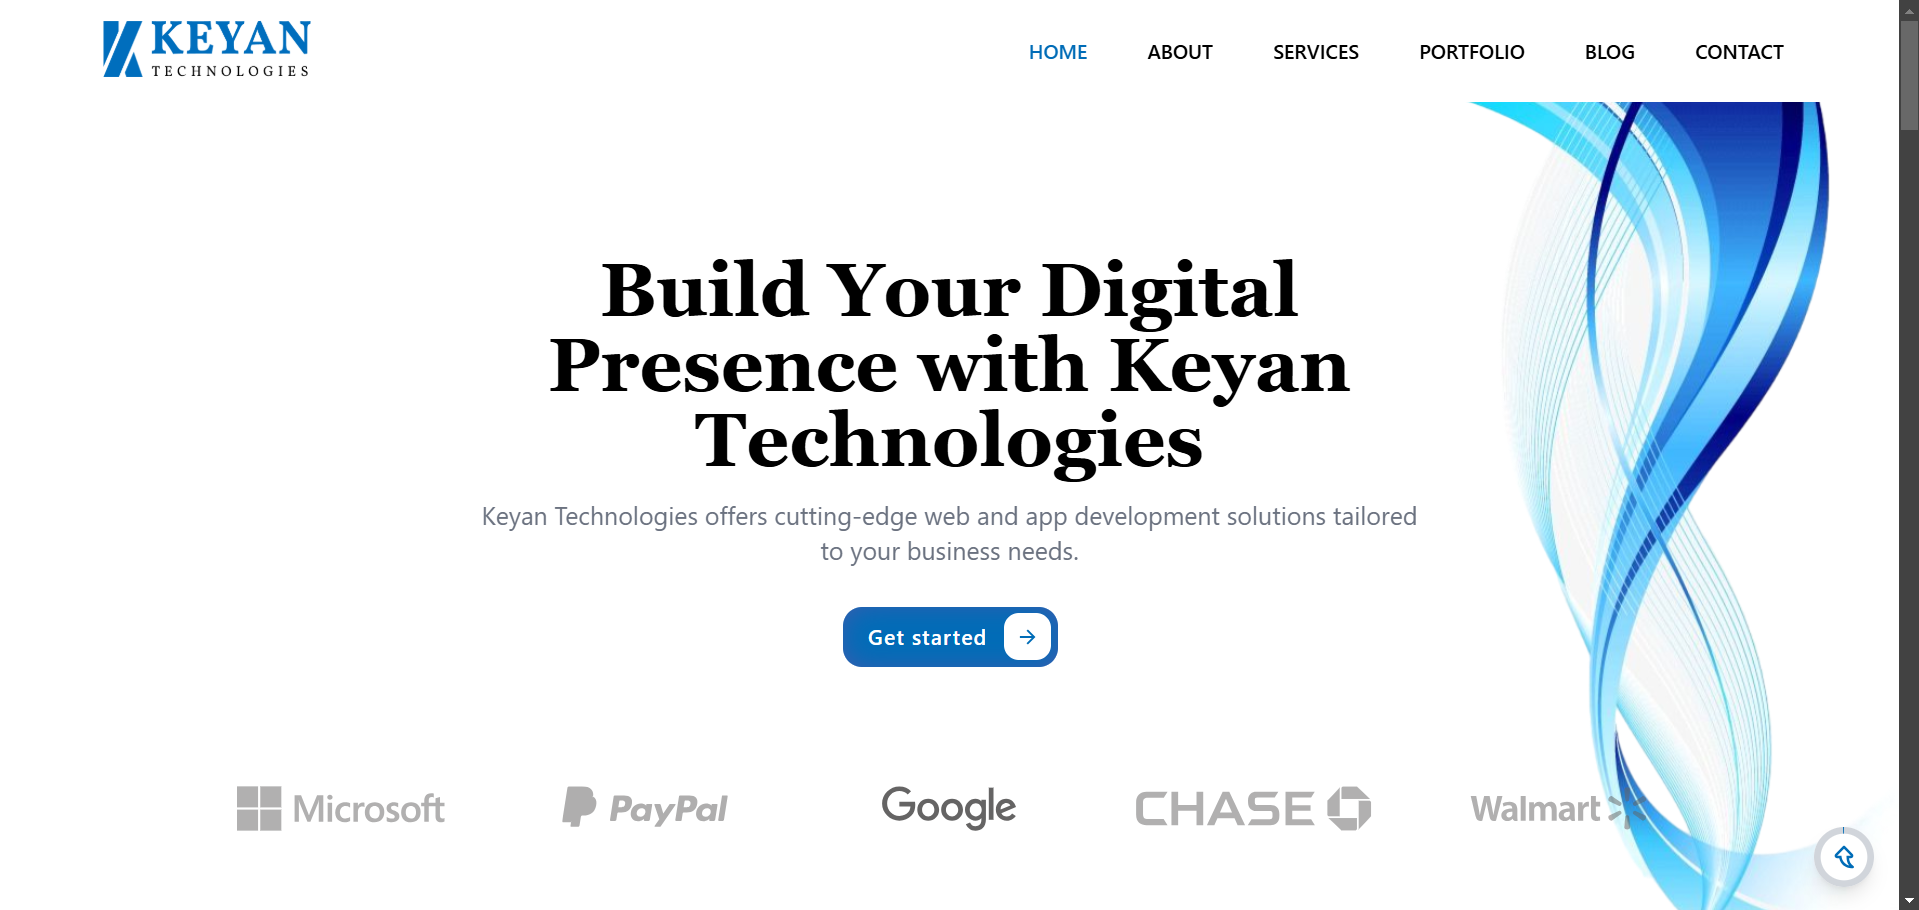 KEYAN
TECHNOLOGIES
HOME ABOUT SERVICES PORTFOLIO BLOG CONTACT
Build Your Digital
Presence with Keyan
Technologies
Keyan Technologies offers cutting-edge web and app development solutions tailored
to your business needs.
Get started
Microsoft PayPal Google CHASE Walmart